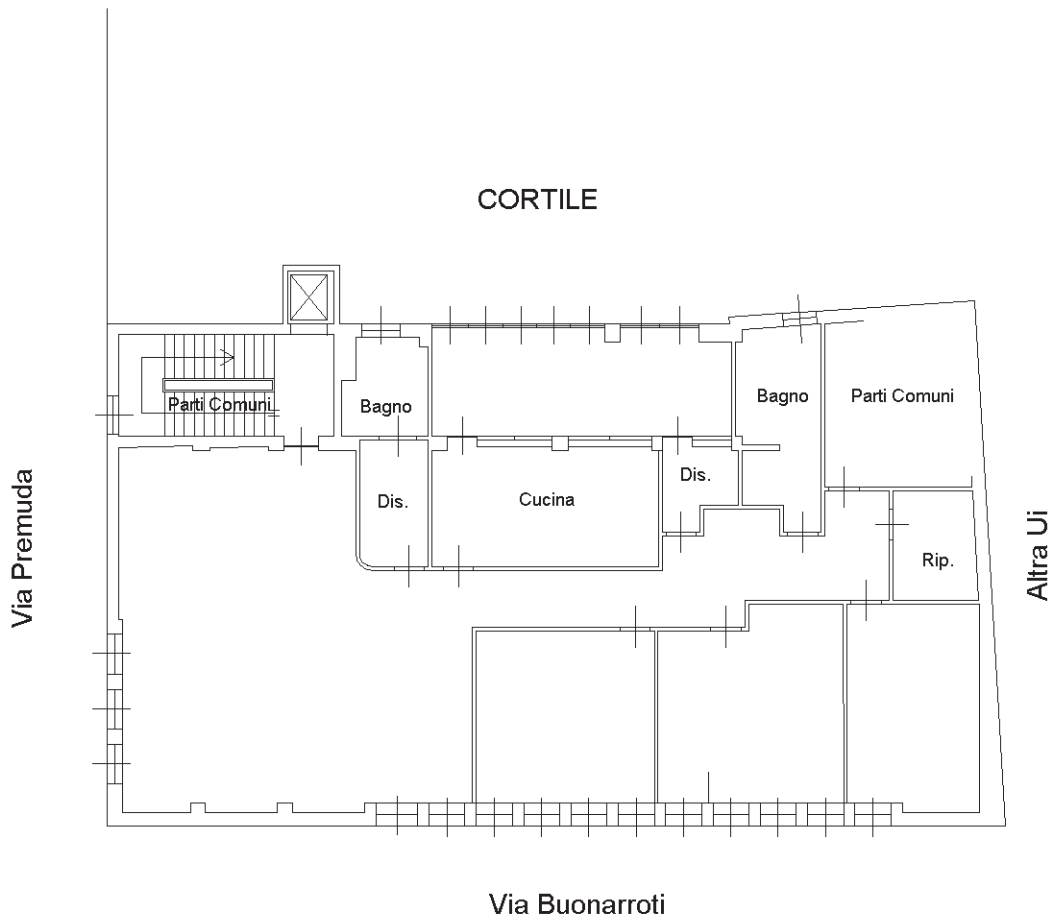 CORTILE
Parti Comuni
Bagno
Bagno
Parti Comuni
Dis.
Cucina
Dis.
Rip.
Via Premuda
Altra Ui
Via Buonarroti